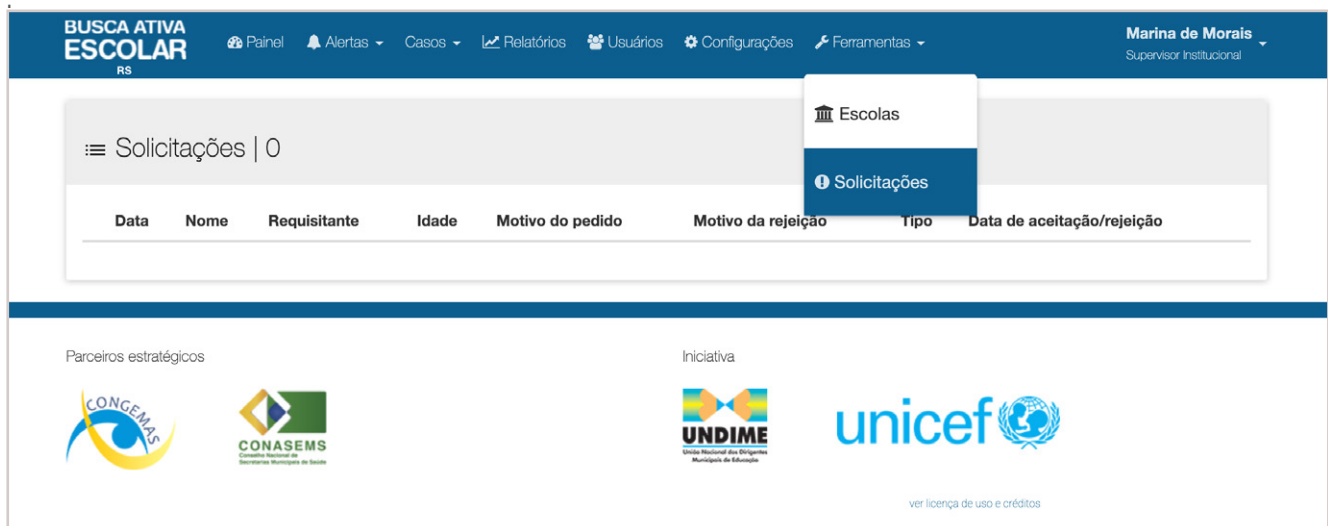 BUSCA ATIVA
ESCOLAR
RS
Painel Alertas Casos Relatórios Usuários Configurações Ferramentas
Marina de Morais
Supervisor Institucional
Escolas
Solicitações
Solicitações | 0
Data Nome Requisitante Idade Motivo do pedido Motivo da rejeição Tipo Data de aceitação/rejeição
Parceiros estratégicos
Iniciativa
CONGEMAS
CONASEMS
Conselho Nacional de
Secretarias Municipais de Saúde
UNDIME
União Nacional dos Dirigentes
Municipais de Educação
unicef
ver licença de uso e créditos